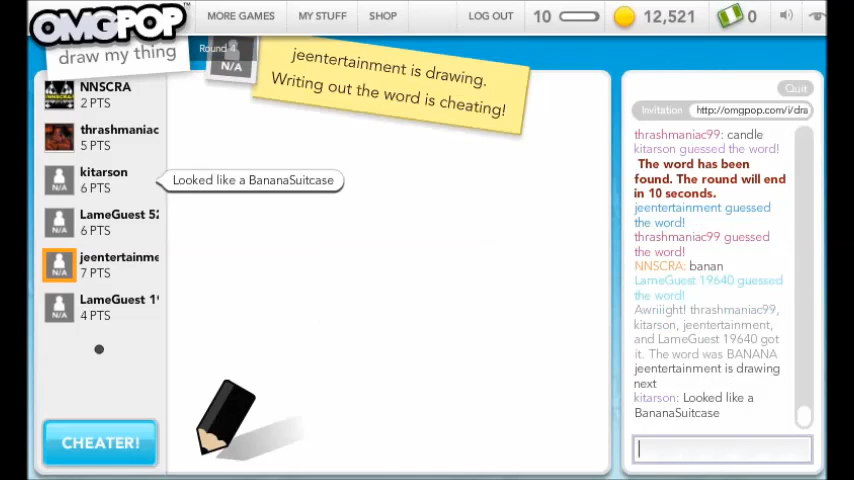 OMGPOP™
MORE GAMES
MY STUFF
SHOP
LOG OUT
10
12,521
0
draw my thing
Round 4
N/A
jeentertainment is drawing.
Writing out the word is cheating!
NNSCRA
2 PTS
thrashmaniac
5 PTS
N/A
kitarson
6 PTS
Looked like a BananaSuitcase
N/A
LameGuest 52
6 PTS
N/A
jeentertainme
7 PTS
N/A
LameGuest 19
4 PTS
CHEATER!
Quit
Invitation
http://omgpop.com/i/dra
thrashmaniac99: candle
kitarson guessed the word!
The word has been
found. The round will end
in 10 seconds.
jeentertainment guessed
the word!
thrashmaniac99 guessed
the word!
NNSCRA: banan
LameGuest 19640 guessed
the word!
Awriiight! thrashmaniac99,
kitarson, jeentertainment,
and LameGuest 19640 got
it. The word was BANANA
jeentertainment is drawing
next
kitarson: Looked like a
BananaSuitcase